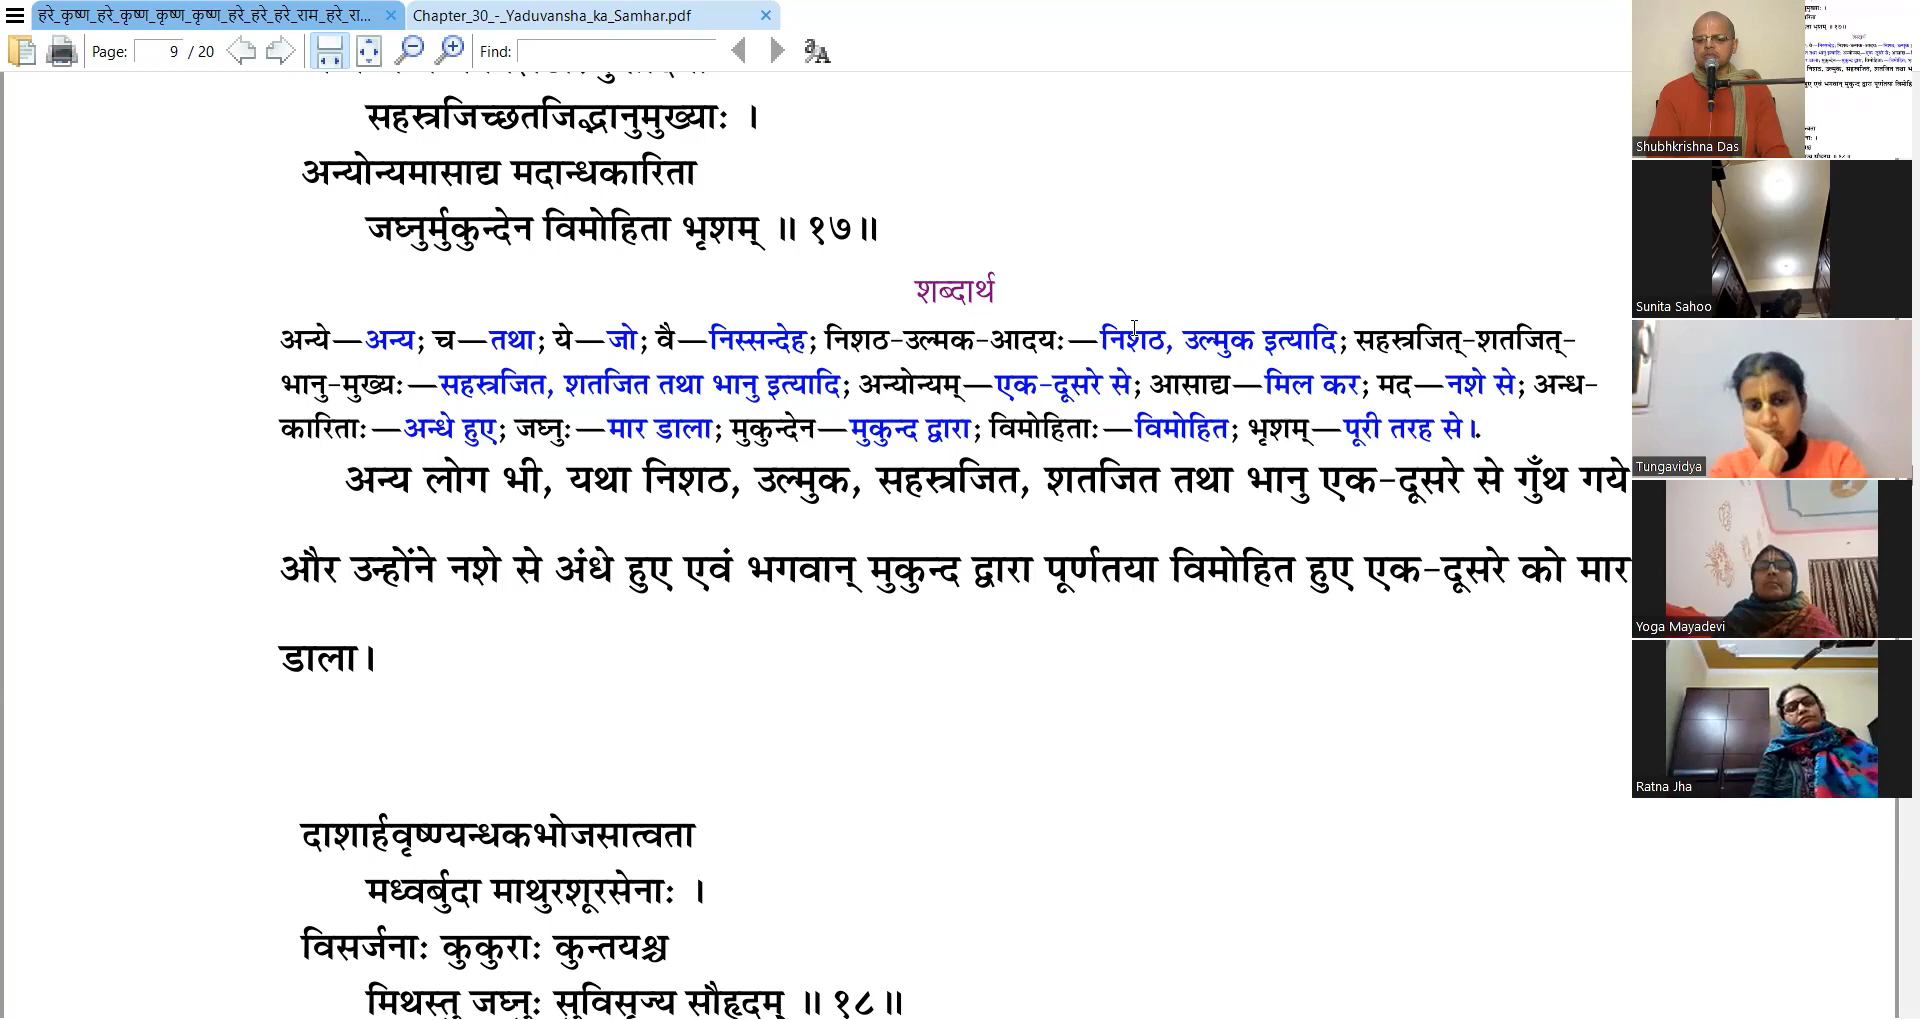 हरे_कृष्ण_हरे_कृष्ण_कृष्ण_कृष्ण_हरे_हरे_हरे_राम_हरे_रा...
Chapter_30_-_Yaduvansha_ka_Samhar.pdf
Page: 9 / 20
Find:
सहस्त्रजिच्छतजिद्भानुमुख्याः ।
अन्योन्यमासाद्य मदान्धकारिता
जघ्नुर्मुकुन्देन विमोहिता भृशम् ॥ १७॥
शब्दार्थ
अन्ये—अन्य; च—तथा; ये—जो; वै—निस्सन्देह; निशठ-उल्मक-आदयः—निशठ, उल्मुक इत्यादि; सहस्त्रजित्-शतजित्-
भानु-मुख्यः—सहस्त्रजित, शतजित तथा भानु इत्यादि; अन्योन्यम्—एक-दूसरे से; आसाद्य—मिल कर; मद—नशे से; अन्ध-
कारिताः—अन्धे हुए; जघ्नुः—मार डाला; मुकुन्देन—मुकुन्द द्वारा; विमोहिताः—विमोहित; भृशम्—पूरी तरह से।.
अन्य लोग भी, यथा निशठ, उल्मुक, सहस्त्रजित, शतजित तथा भानु एक-दूसरे से गुँथ गये
और उन्होंने नशे से अंधे हुए एवं भगवान् मुकुन्द द्वारा पूर्णतया विमोहित हुए एक-दूसरे को मार
डाला।
दाशार्हवृष्ण्यन्धकभोजसात्वता
मध्वर्बुदा माथुरशूरसेनाः ।
विसर्जनाः कुकुराः कुन्तयश्च
मिथस्तु जघ्नुः सुविसृज्य सौहृदम् ॥ १८॥
Shubhkrishna Das
Sunita Sahoo
Tungavidya
Yoga Mayadevi
Ratna Jha